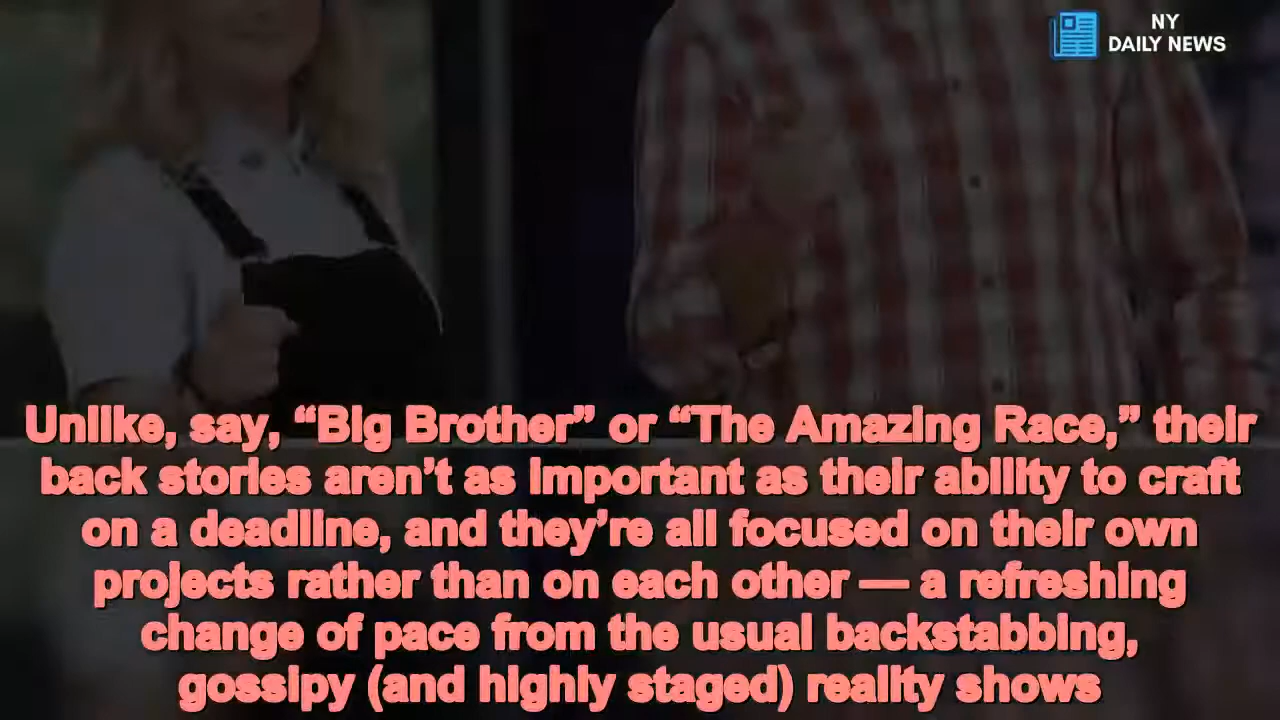 NY
DAILY NEWS
Unlike, say, “Big Brother” or “The Amazing Race,” their
back stories aren’t as important as their ability to craft
on a deadline, and they’re all focused on their own
projects rather than on each other — a refreshing
change of pace from the usual backstabbing,
gossipy (and highly staged) reality shows